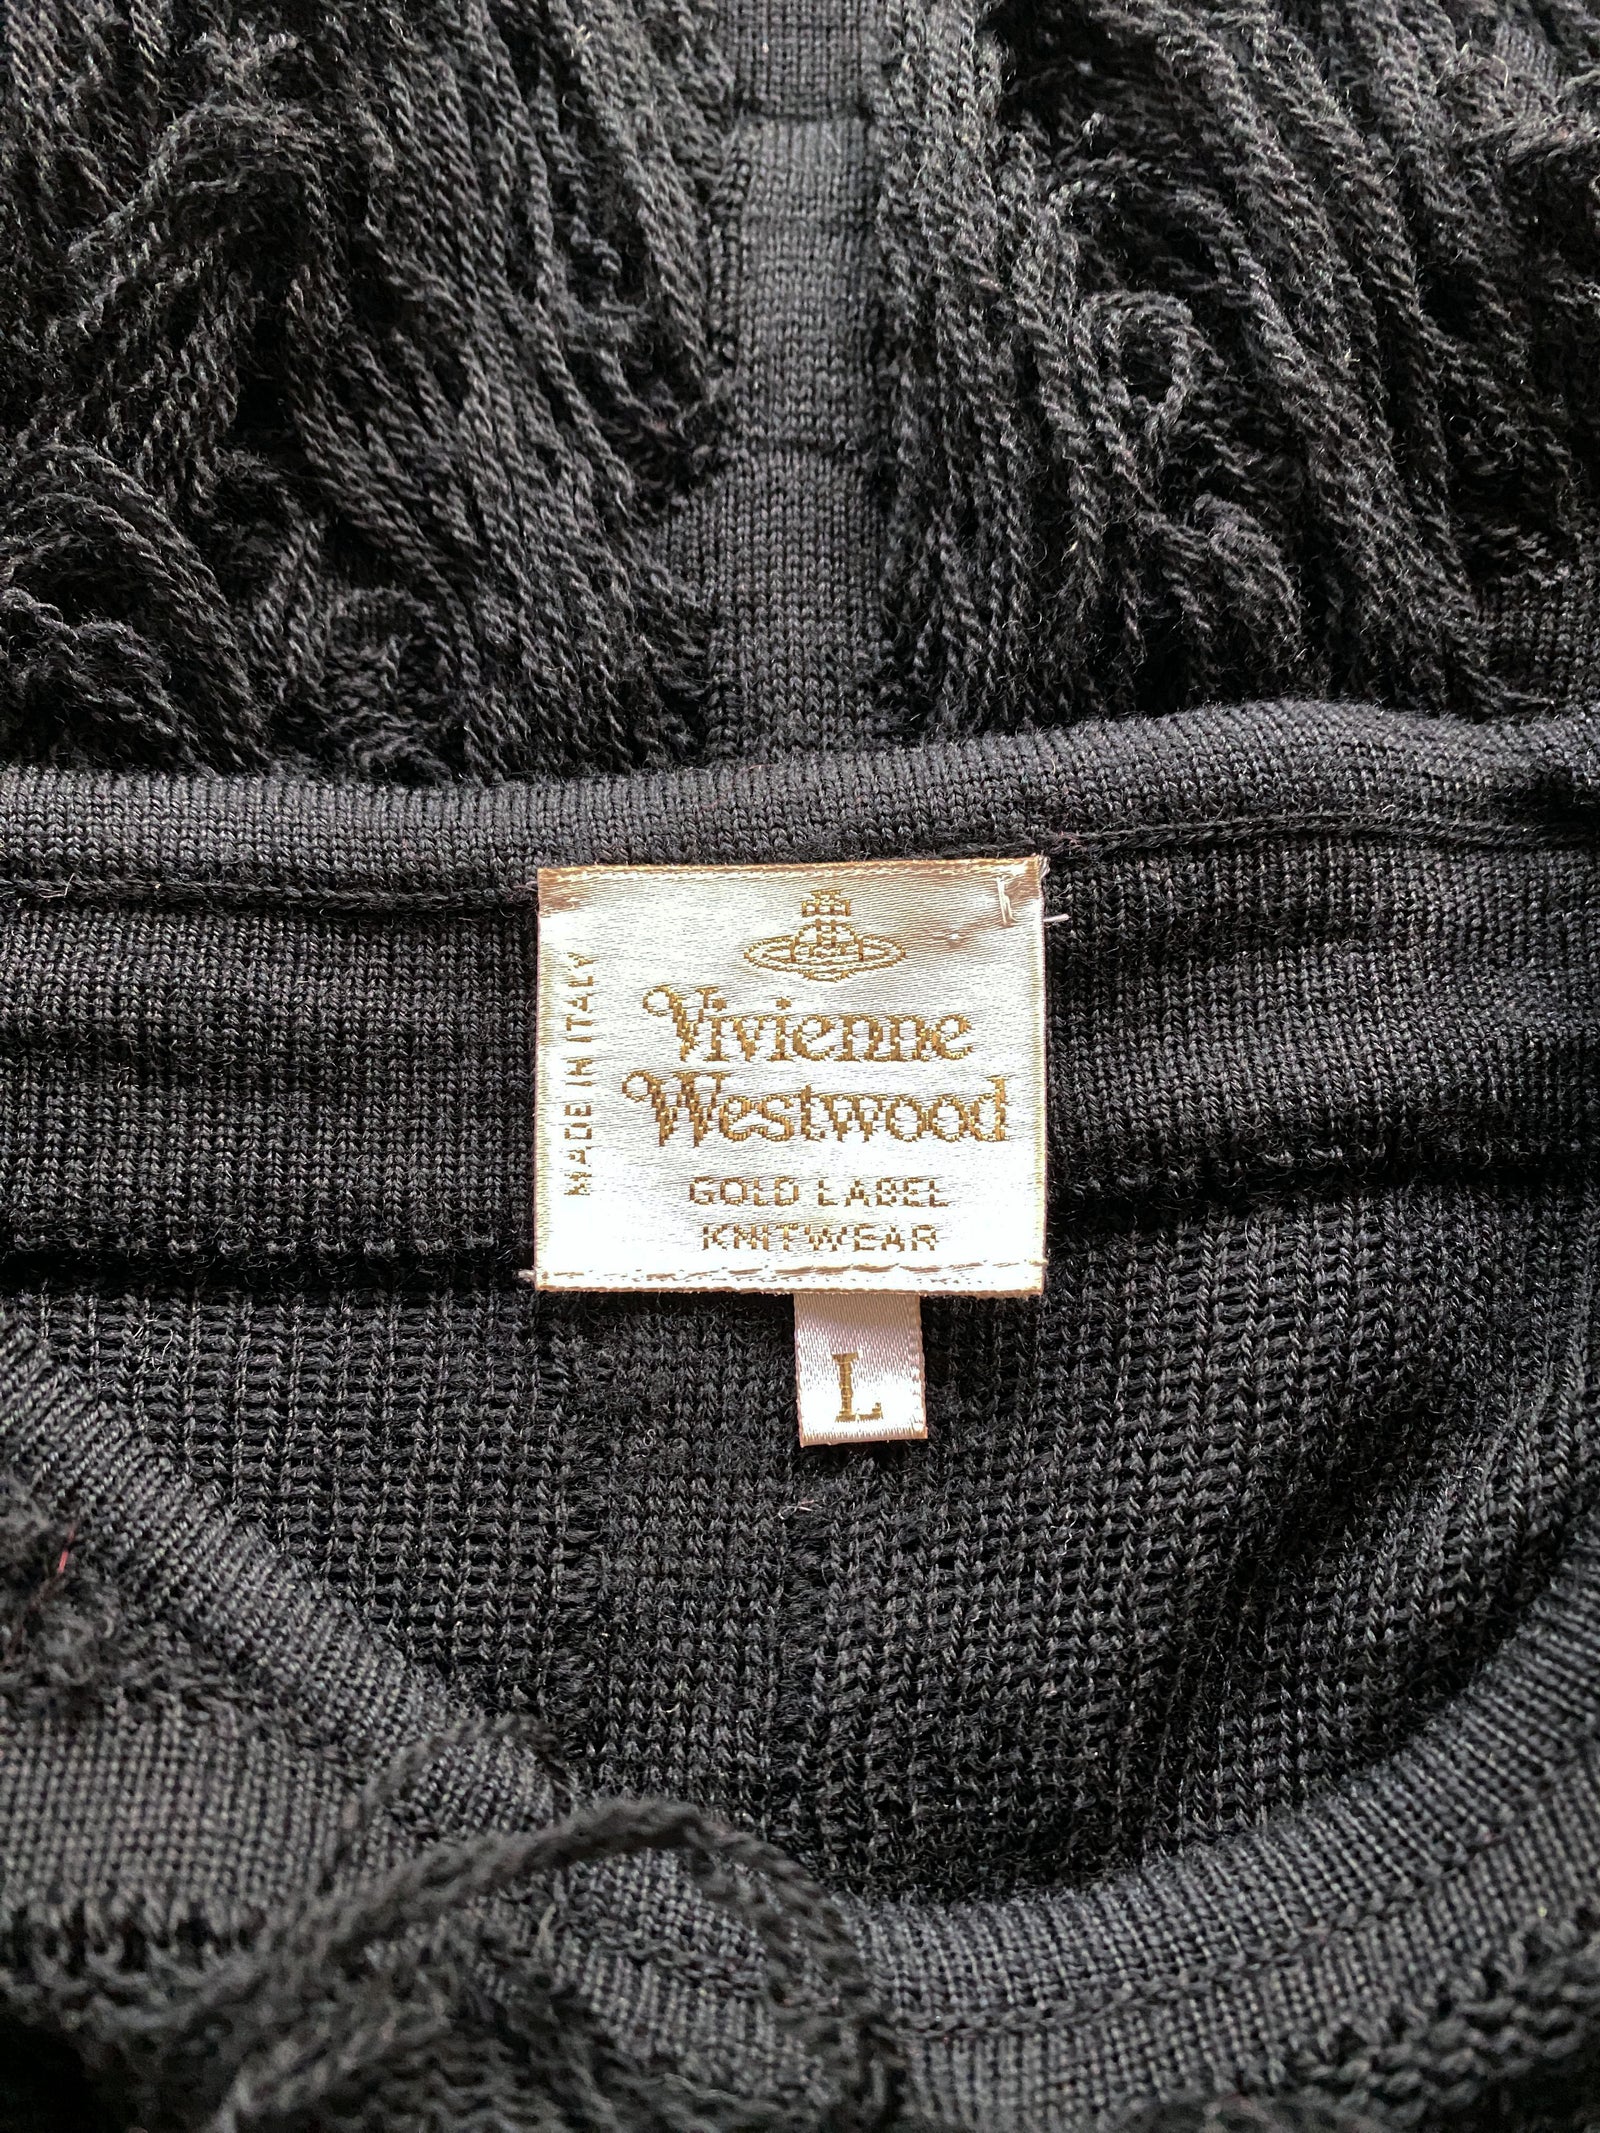 MADE IN ITALY
Vivienne
Westwood
GOLD LABEL
KNITWEAR
L